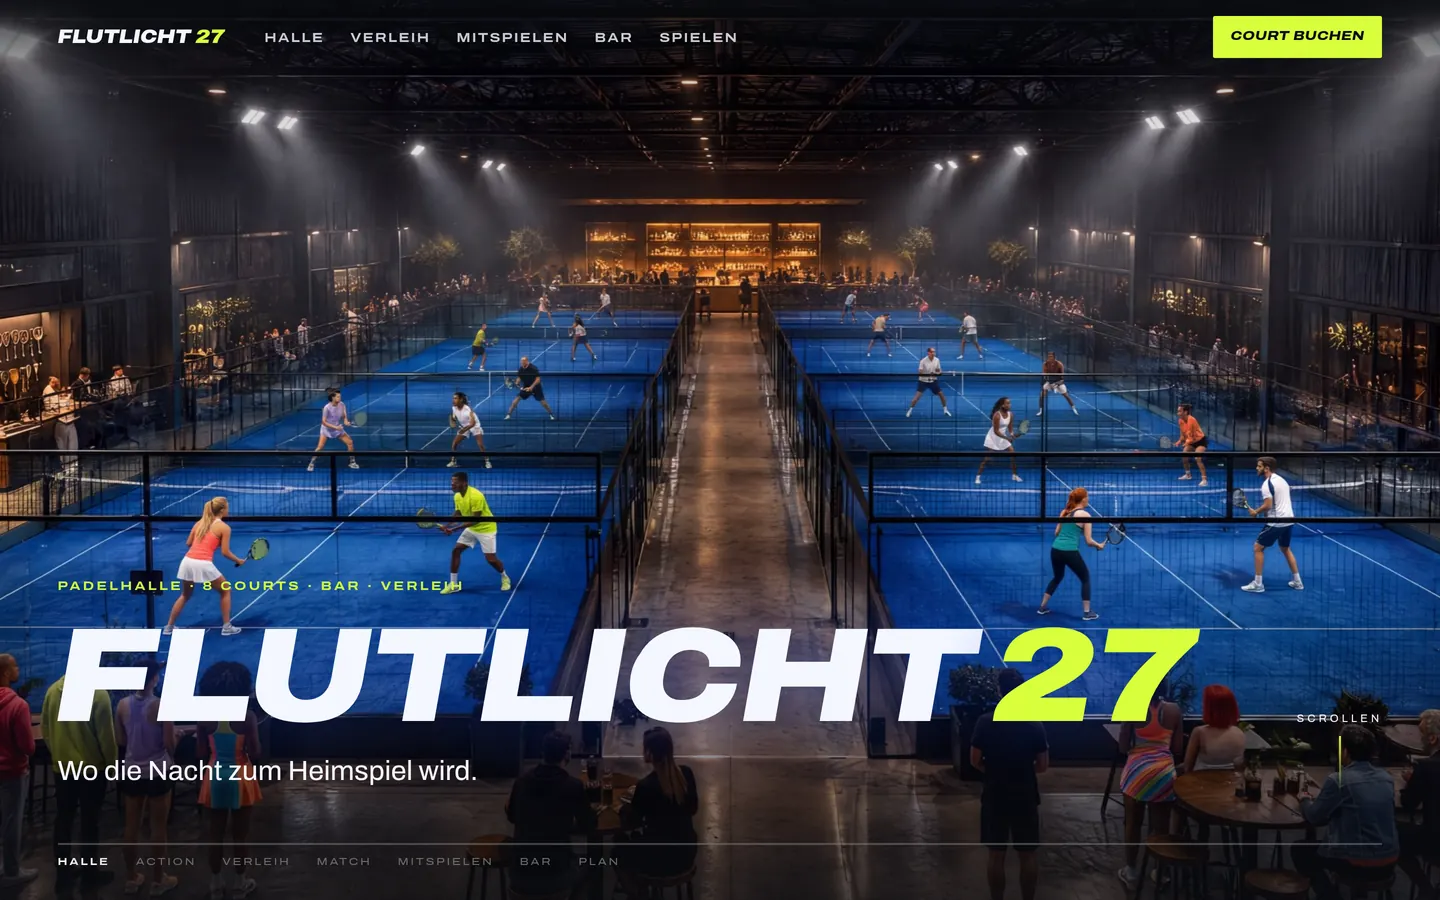 FLUTLICHT 27
HALLE VERLEIH MITSPIELEN BAR SPIELEN
COURT BUCHEN
PADELHALLE · 8 COURTS · BAR · VERLEIH
FLUTLICHT 27
SCROLLEN
Wo die Nacht zum Heimspiel wird.
HALLE ACTION VERLEIH MATCH MITSPIELEN BAR PLAN